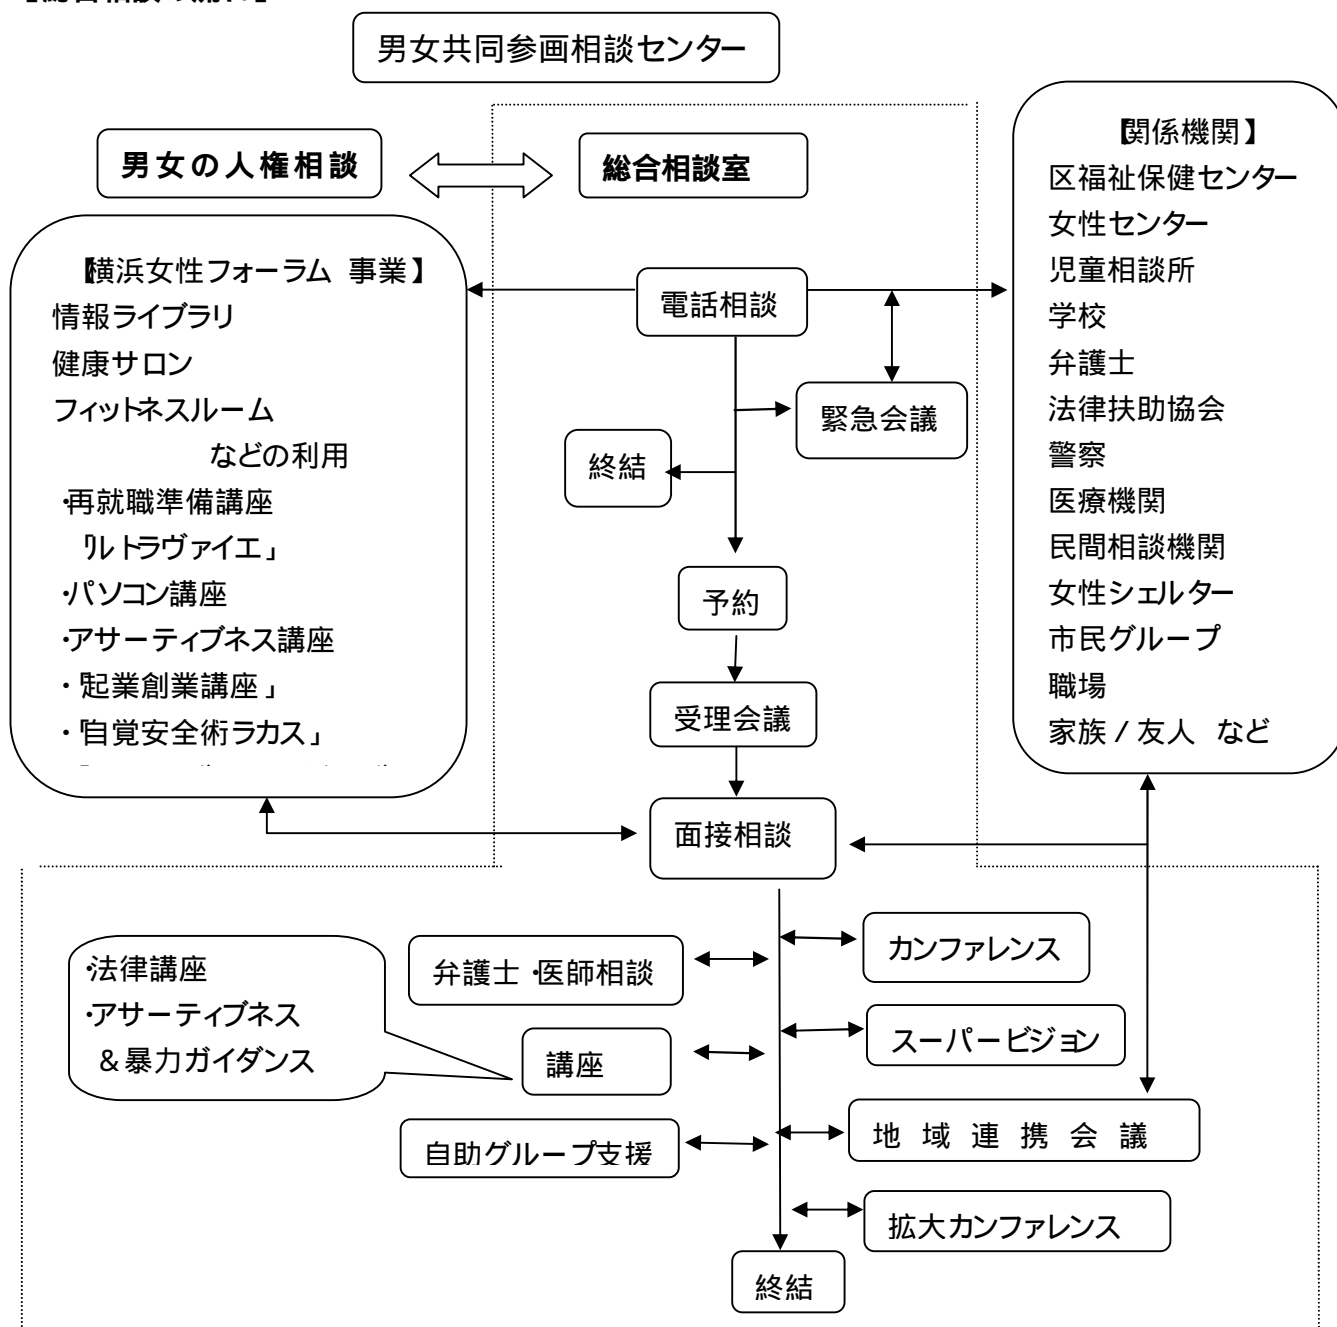 男女共同参画相談センター
男女の人権相談
総合相談室
【横浜女性フォーラム 事業】
情報ライブラリ
健康サロン
フィットネスルーム
などの利用
・再就職準備講座
「ルトラヴァイエ」
・パソコン講座
・アサーティブネス講座
・「起業創業講座」
・「自覚安全術ラカス」
電話相談
緊急会議
終結
予約
受理会議
面接相談
【関係機関】
区福祉保健センター
女性センター
児童相談所
学校
弁護士
法律扶助協会
警察
医療機関
民間相談機関
女性シェルター
市民グループ
職場
家族/友人 など
・法律講座
・アサーティブネス
&暴力ガイダンス
弁護士・医師相談
講座
自助グループ支援
カンファレンス
スーパービジョン
地域連携会議
拡大カンファレンス
終結